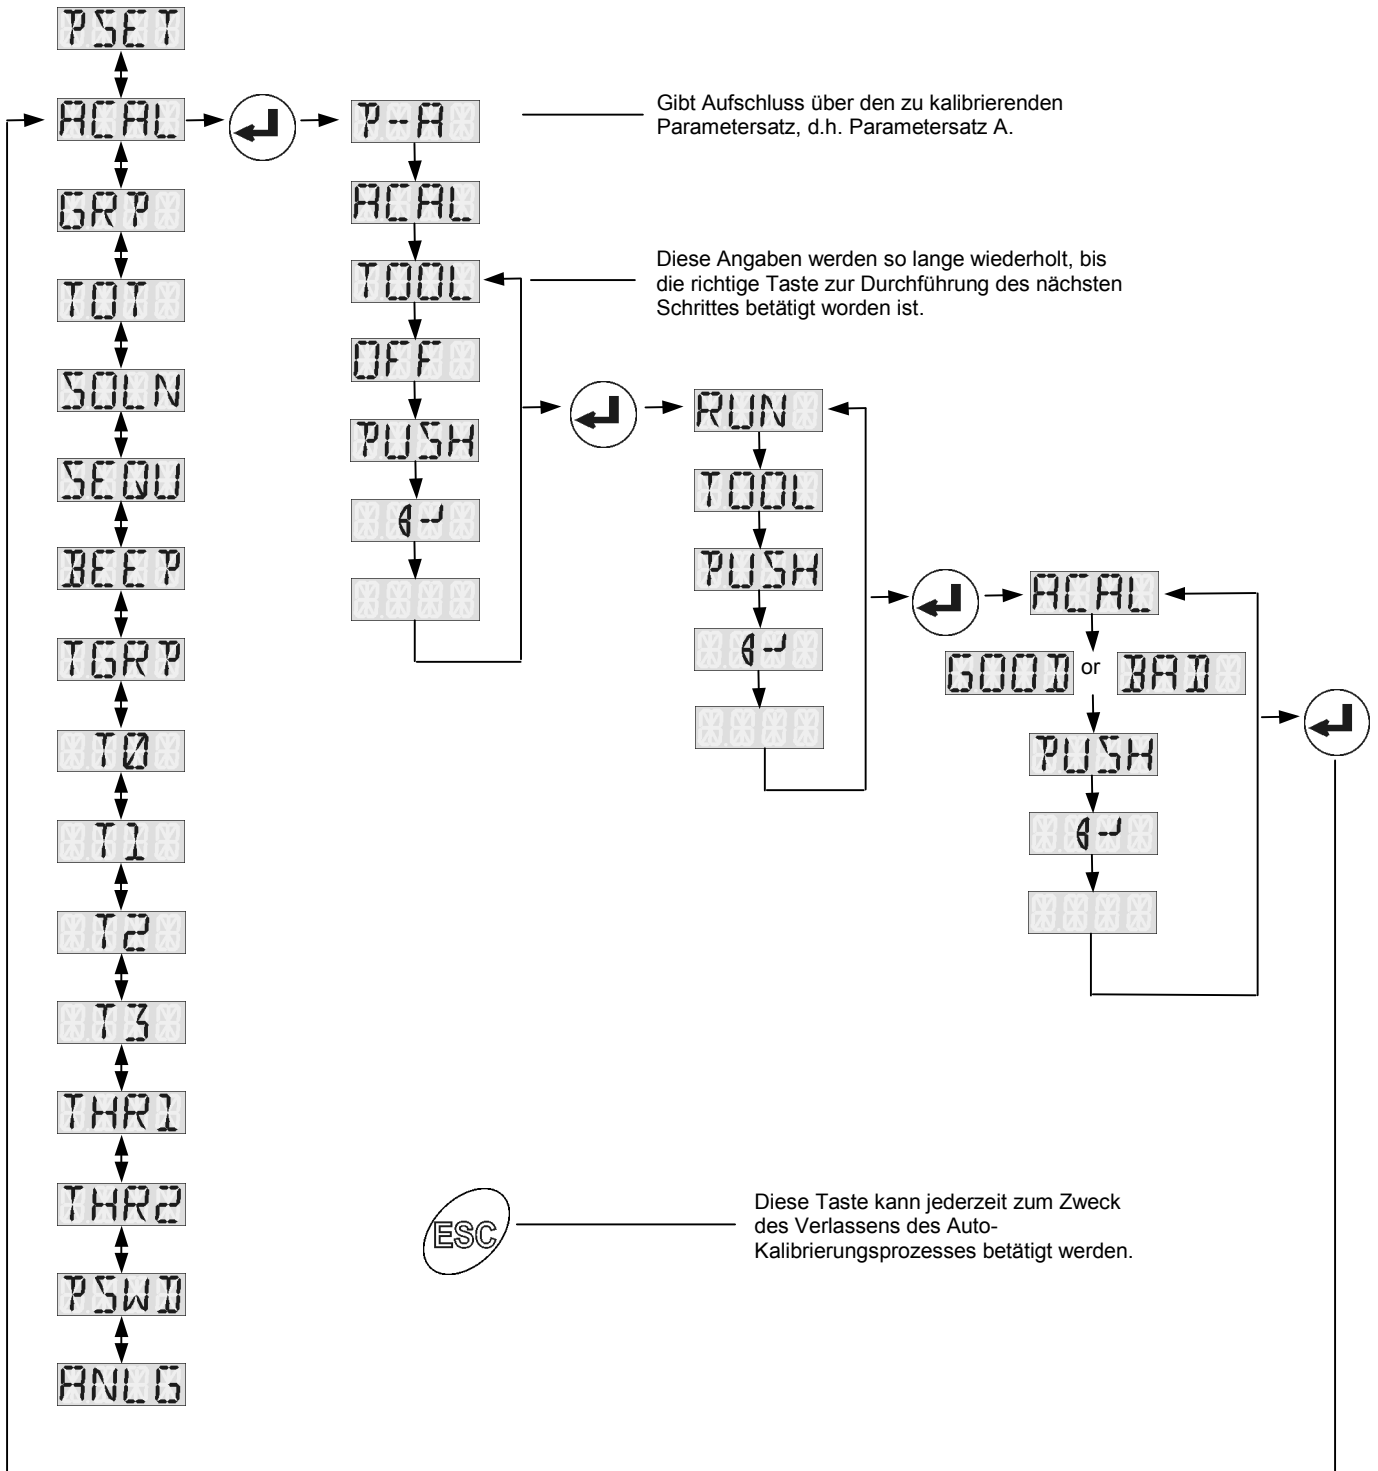 PSET
ACAL
GRP
TOT
SOLN
SEQU
BEEP
TGRP
T0
T1
T2
T3
THR1
THR2
PSWD
ANLG
P-A
ACAL
TOOL
OFF
PUSH
Gibt Aufschluss über den zu kalibrierenden
Parametersatz, d.h. Parametersatz A.
Diese Angaben werden so lange wiederholt, bis
die richtige Taste zur Durchführung des nächsten
Schrittes betätigt worden ist.
RUN
TOOL
PUSH
ACAL
GOOD or BAD
PUSH
ESC
Diese Taste kann jederzeit zum Zweck
des Verlassens des Auto-
Kalibrierungsprozesses betätigt werden.